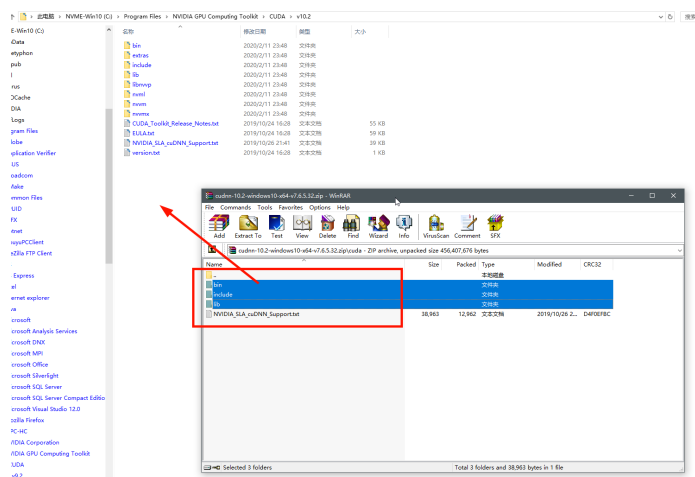 此电脑 › NVME-Win10 (C:) › Program Files › NVIDIA GPU Computing Toolkit › CUDA › v10.2
名称 修改日期 类型 大小
bin 2020/2/11 23:48 文件夹
extras 2020/2/11 23:48 文件夹
include 2020/2/11 23:48 文件夹
lib 2020/2/11 23:48 文件夹
libnvvp 2020/2/11 23:48 文件夹
nvml 2020/2/11 23:48 文件夹
nvvm 2020/2/11 23:48 文件夹
nvvmx 2020/2/11 23:48 文件夹
CUDA_Toolkit_Release_Notes.txt 2019/10/24 16:28 文本文档 55 KB
EULA.txt 2019/10/24 16:28 文本文档 59 KB
NVIDIA_SLA_cuDNN_Support.txt 2019/10/26 21:41 文本文档 39 KB
version.txt 2019/10/24 16:28 文本文档 1 KB
E-Win10 (C:)
Data
etyphon
pub
l
rus
Cache
DIA
Logs
gram Files
lobe
plication Verifier
US
oadcom
Make
mmon Files
UID
FX
tnet
uyuPCClient
eZilla FTP Client
Express
el
ernet explorer
va
crosoft
crosoft Analysis Services
crosoft DNX
crosoft MPI
crosoft Office
crosoft Silverlight
crosoft SQL Server
crosoft SQL Server Compact Editio
crosoft Visual Studio 12.0
ozilla Firefox
PC-HC
VIDIA Corporation
VIDIA GPU Computing Toolkit
UDA
v9.2
cudnn-10.2-windows10-x64-v7.6.5.32.zip - WinRAR
File Commands Tools Favorites Options Help
Add Extract To Test View Delete Find Wizard Info VirusScan Comment SFX
cudnn-10.2-windows10-x64-v7.6.5.32.zip\cuda - ZIP archive, unpacked size 456,407,676 bytes
Name Size Packed Type Modified CRC32
.. 本地磁盘
bin 文件夹
include 文件夹
lib 文件夹
NVIDIA_SLA_cuDNN_Support.txt 38,963 12,962 文本文档 2019/10/26 2... D4F0EFBC
Selected 3 folders Total 3 folders and 38,963 bytes in 1 file